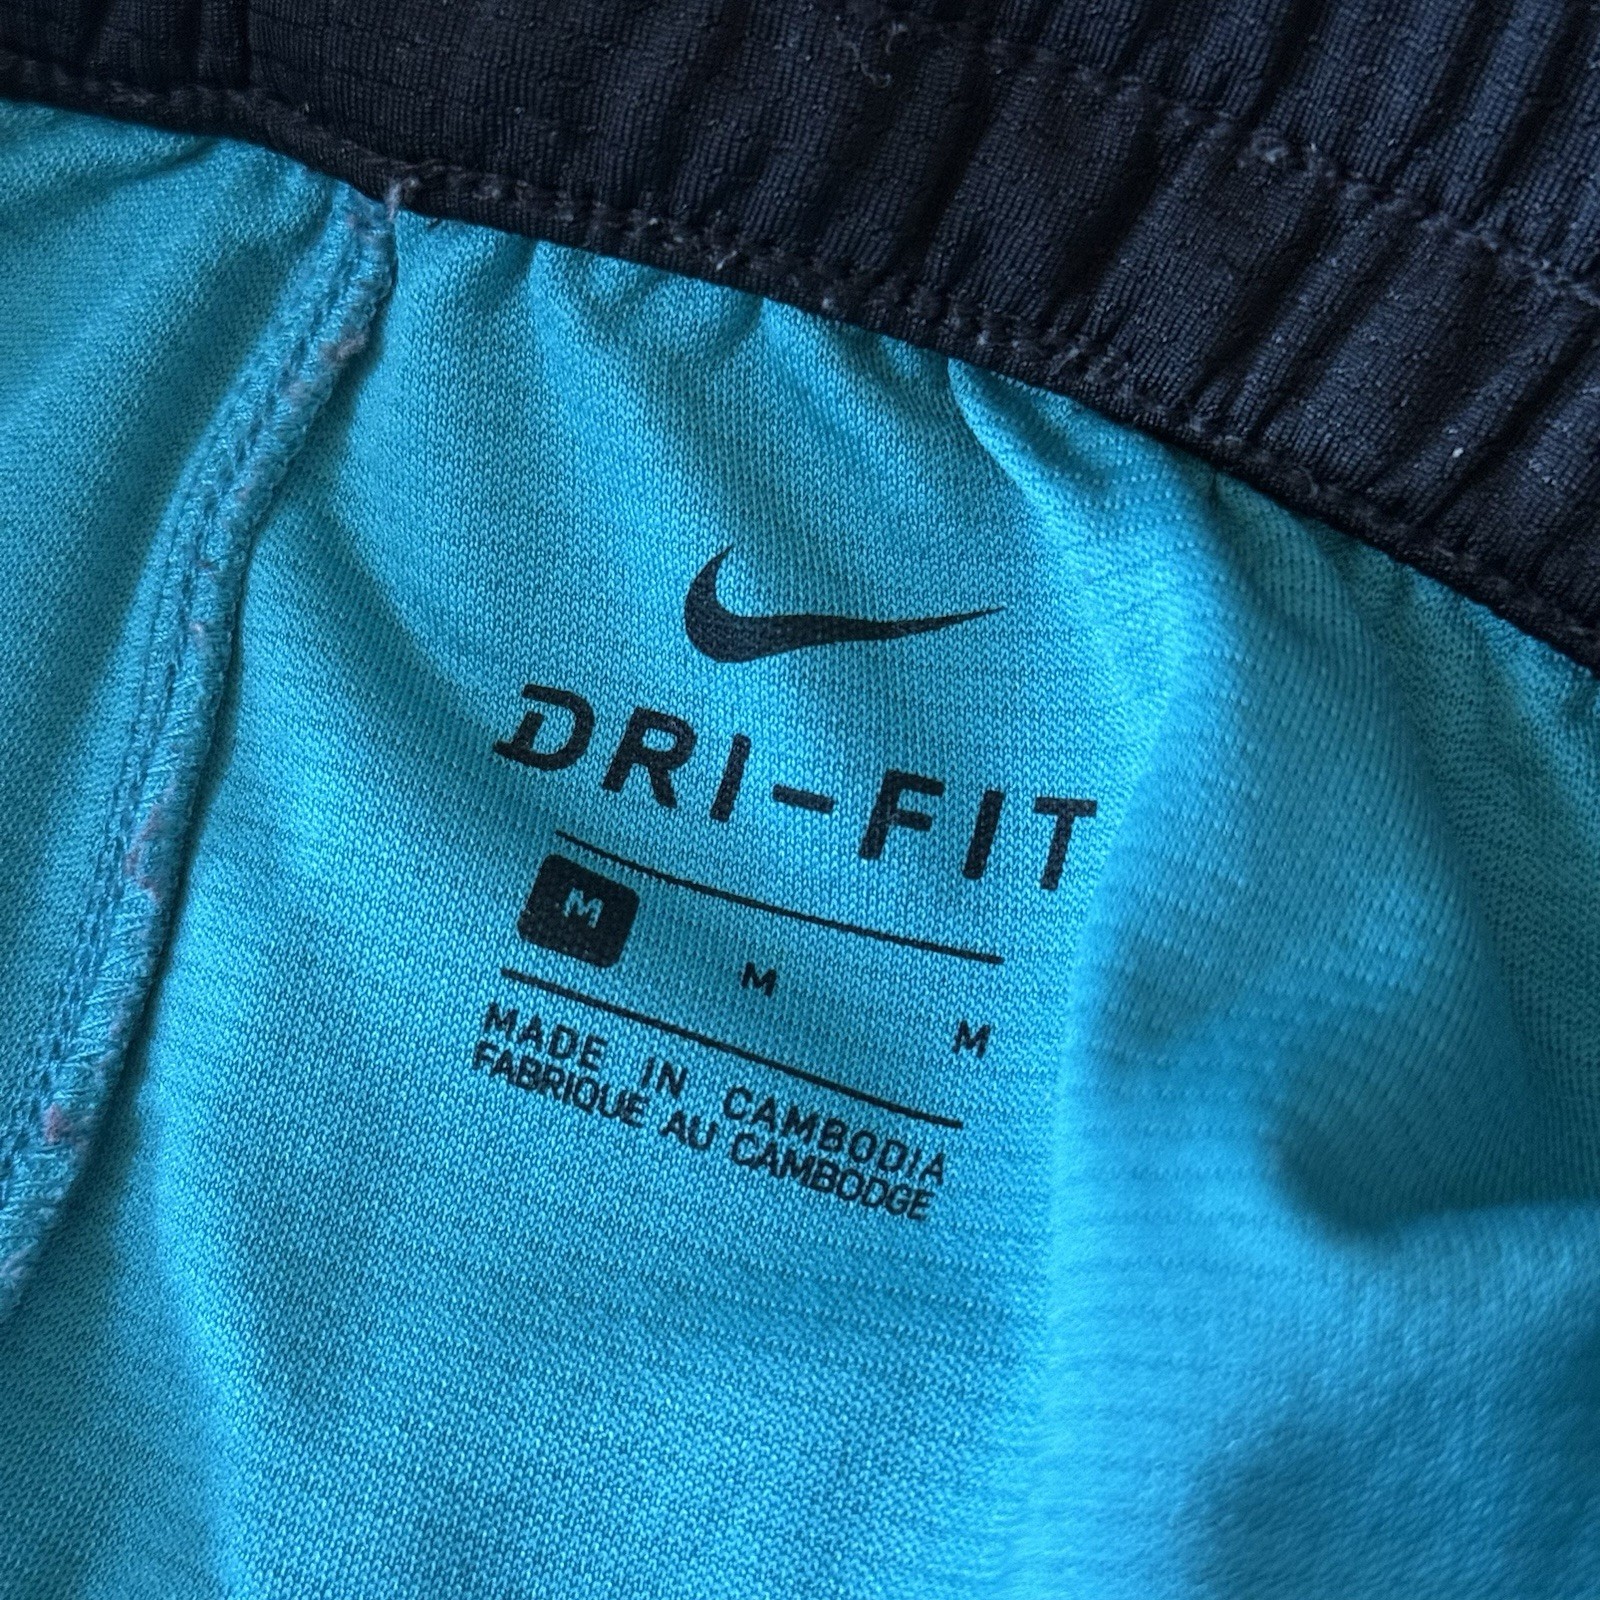 DRI-FIT
M M M
MADE IN CAMBODIA
FABRIQUE AU CAMBODGE